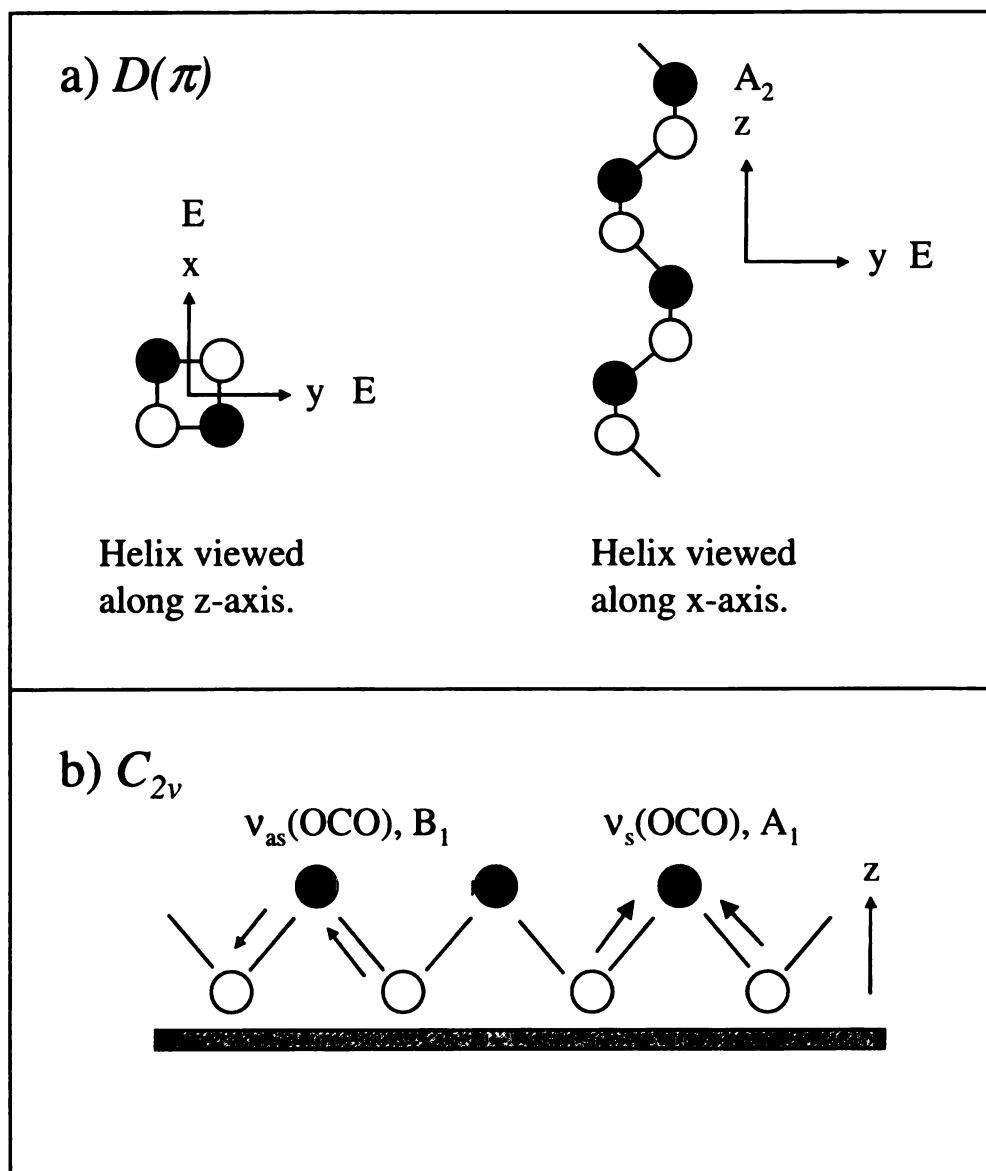 a) D(π)
E
x
y E
A₂
z
y E
Helix viewed
along z-axis.
Helix viewed
along x-axis.
b) C₂ᵥ
νas(OCO), B₁
νs(OCO), A₁
z